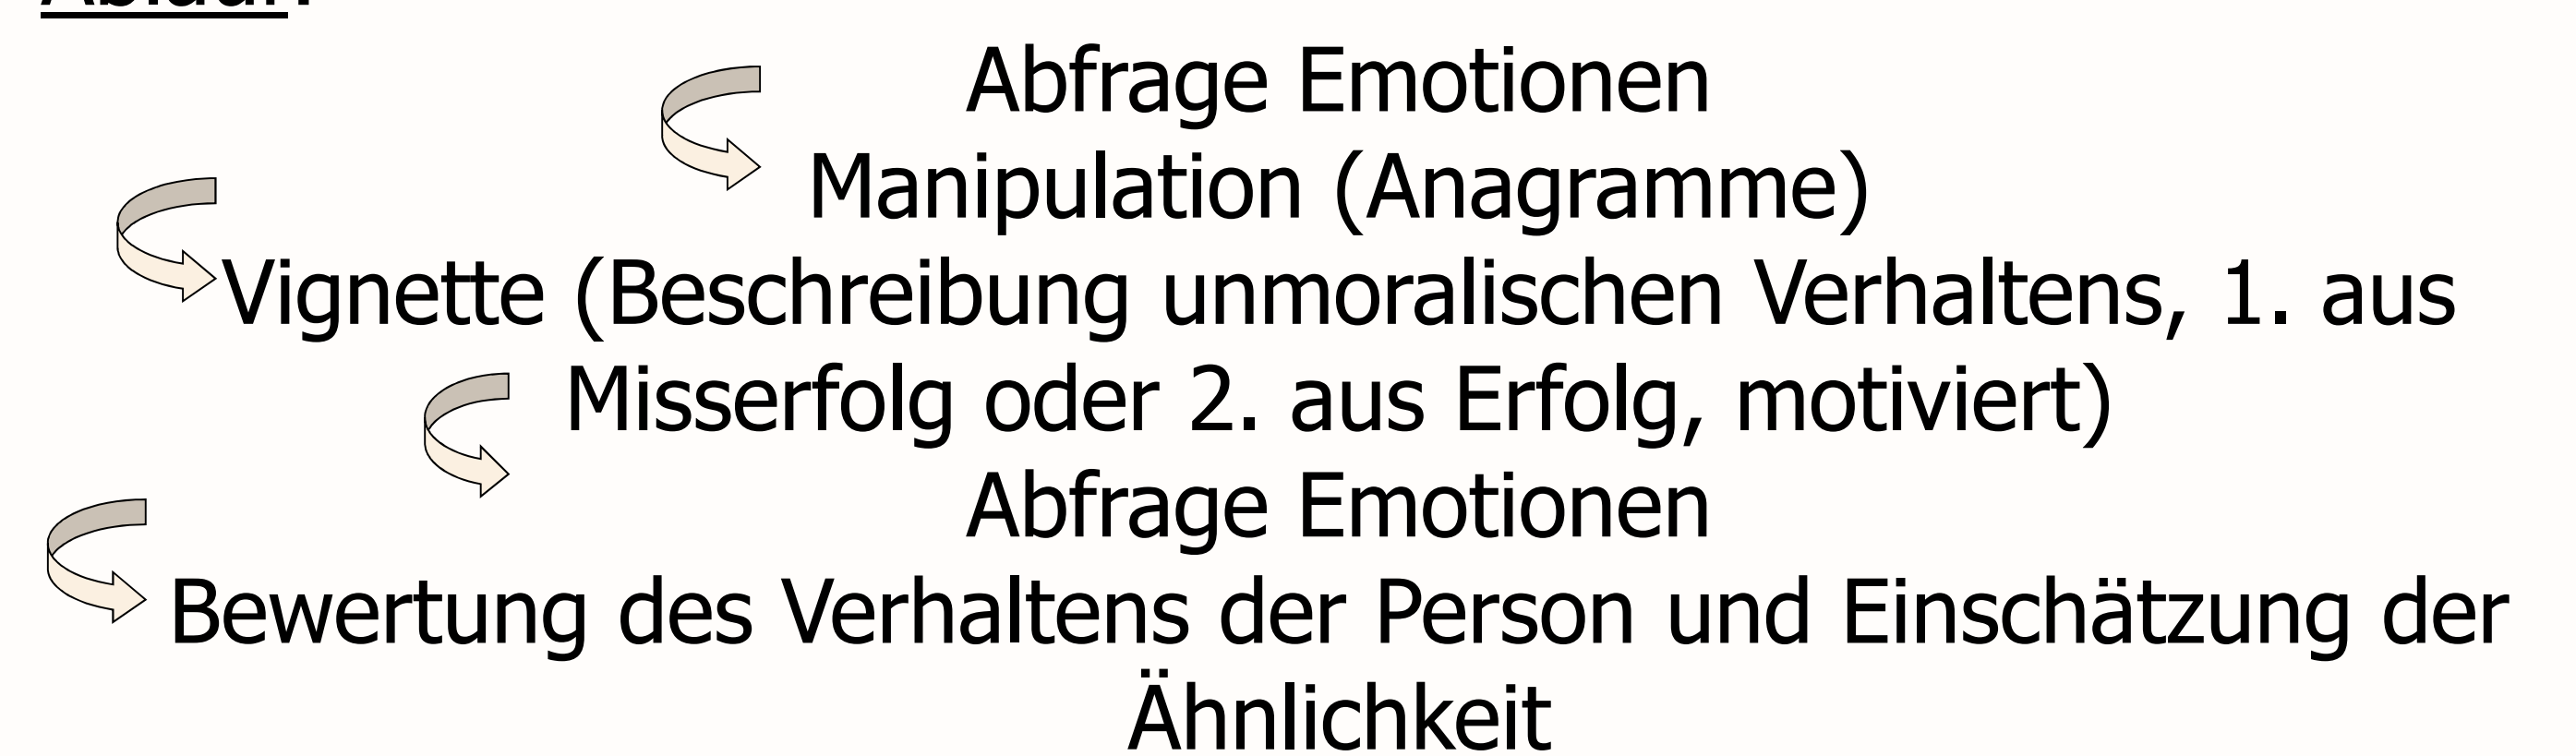 Abfrage Emotionen
Manipulation (Anagramme)
Vignette (Beschreibung unmoralischen Verhaltens, 1. aus
Misserfolg oder 2. aus Erfolg, motiviert)
Abfrage Emotionen
Bewertung des Verhaltens der Person und Einschätzung der
Ähnlichkeit